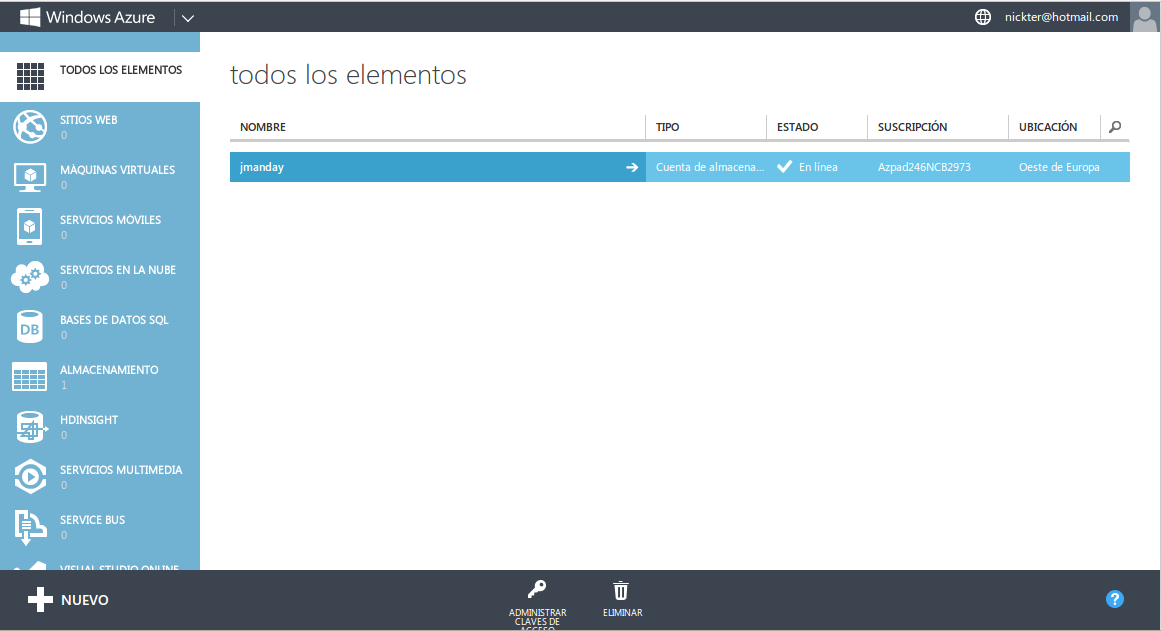 Windows Azure
nickter@hotmail.com
TODOS LOS ELEMENTOS
SITIOS WEB
0
MÁQUINAS VIRTUALES
0
SERVICIOS MÓVILES
0
SERVICIOS EN LA NUBE
0
BASES DE DATOS SQL
0
DB
ALMACENAMIENTO
1
HDINSIGHT
0
SERVICIOS MULTIMEDIA
0
SERVICE BUS
0
VISUAL STUDIO ONLINE
todos los elementos
NOMBRE TIPO ESTADO SUSCRIPCIÓN UBICACIÓN
jmanday Cuenta de almacena... En línea Azpad246NCB2973 Oeste de Europa
NUEVO
ADMINISTRAR
CLAVES DE
ACCESO
ELIMINAR
?